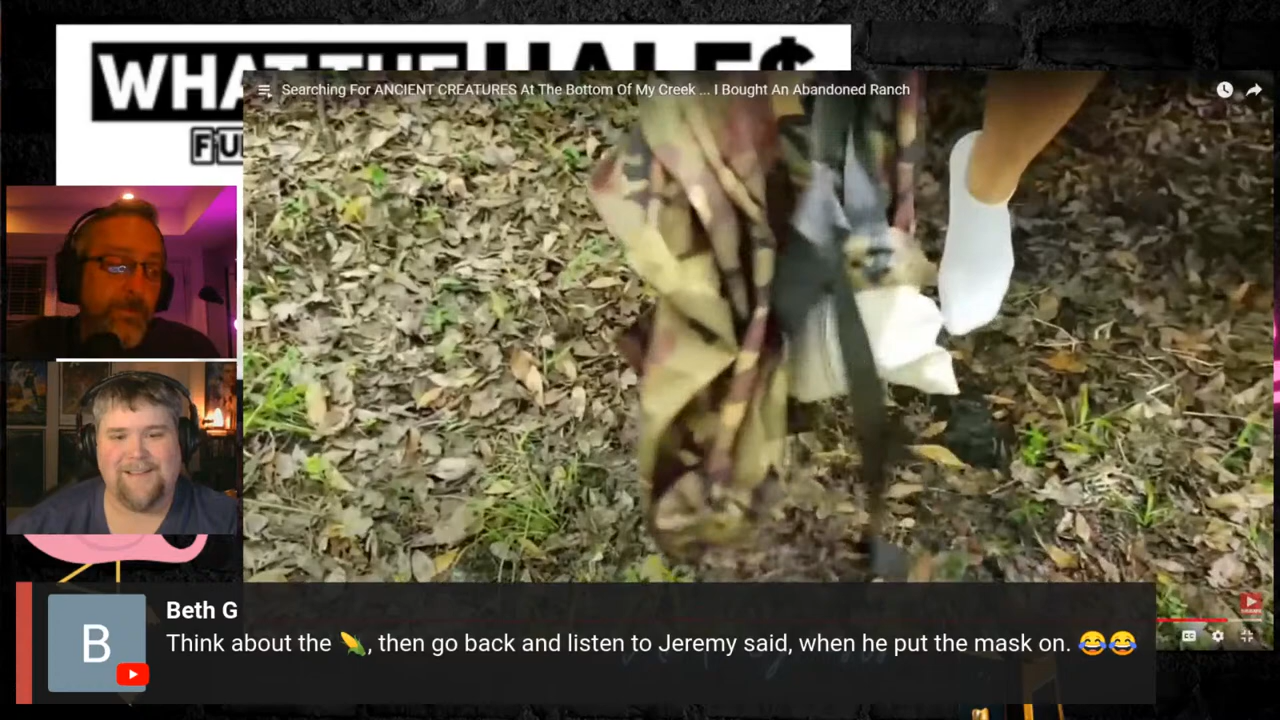 WHAT THE HALE$
FU
Searching For ANCIENT CREATURES At The Bottom Of My Creek ... I Bought An Abandoned Ranch
B
Beth G
Think about the 🌽, then go back and listen to Jeremy said, when he put the mask on. 😂😂